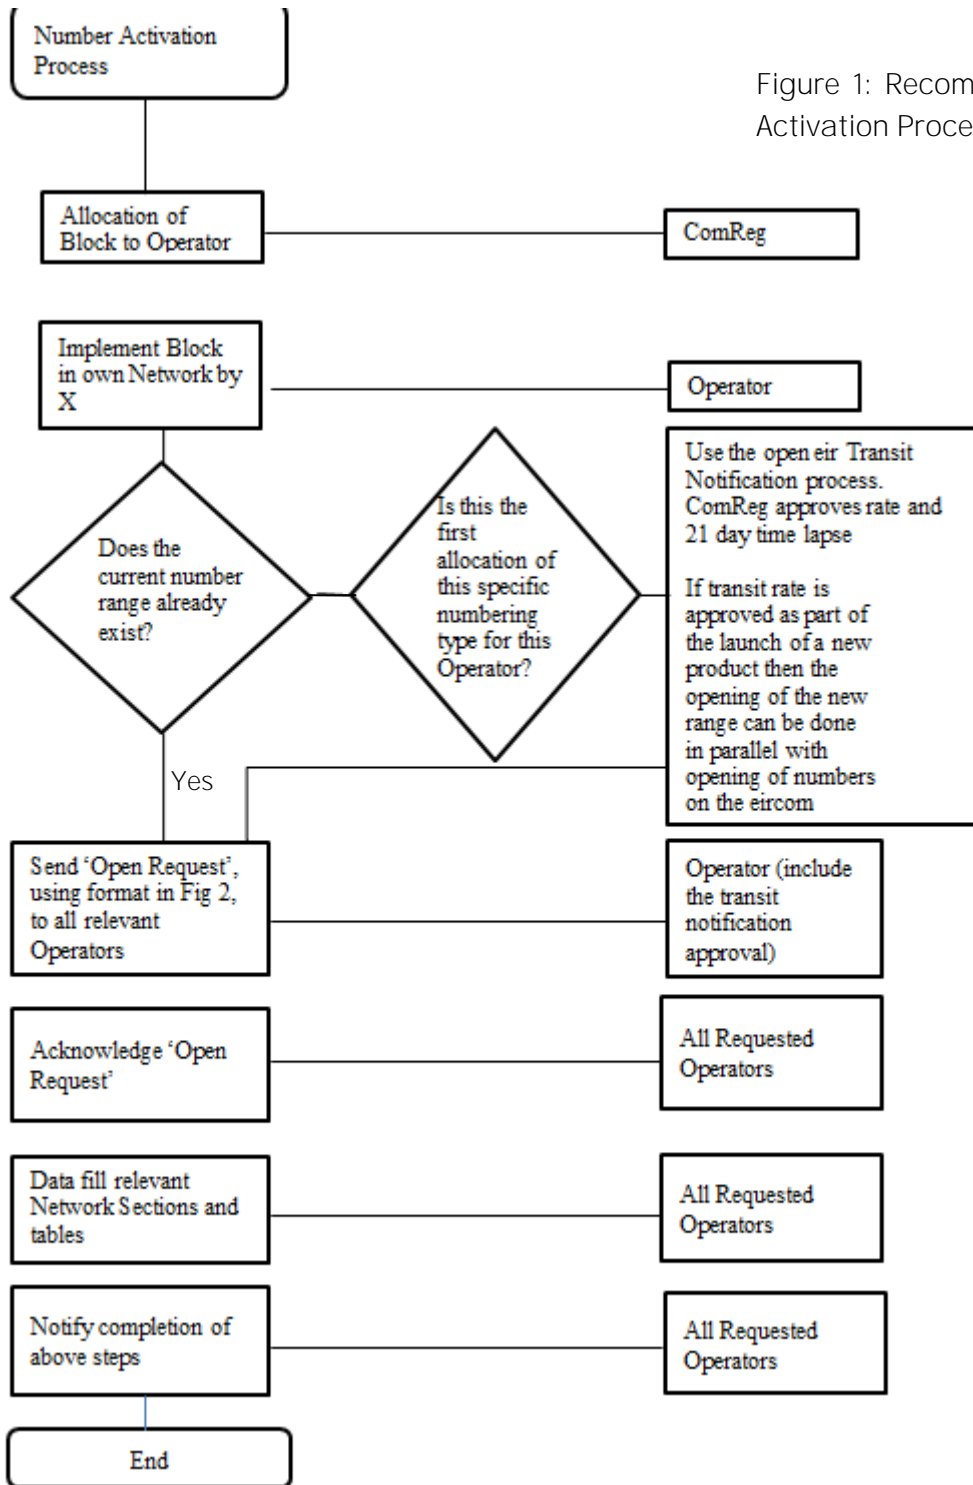 Number Activation
Process
Figure 1: Recom
Activation Proce
Allocation of
Block to Operator
ComReg
Implement Block
in own Network by
X
Operator
Does the
current number
range already
exist?
Is this the
first
allocation of
this specific
numbering
type for this
Operator?
Use the open eir Transit
Notification process.
ComReg approves rate and
21 day time lapse
If transit rate is
approved as part of
the launch of a new
product then the
opening of the new
range can be done
in parallel with
opening of numbers
on the eircom
Yes
Send ‘Open Request’,
using format in Fig 2,
to all relevant
Operators
Operator (include
the transit
notification
approval)
Acknowledge ‘Open
Request’
All Requested
Operators
Data fill relevant
Network Sections and
tables
All Requested
Operators
Notify completion of
above steps
All Requested
Operators
End